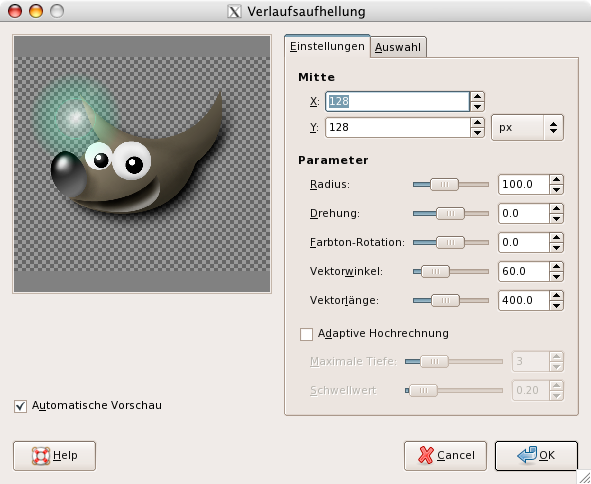 Verlaufsaufhellung
Einstellungen Auswahl
Mitte
X: 128
Y: 128 px
Parameter
Radius: 100.0
Drehung: 0.0
Farbton-Rotation: 0.0
Vektorwinkel: 60.0
Vektorlänge: 400.0
Adaptive Hochrechnung
Maximale Tiefe: 3
Schwellwert 0.20
Automatische Vorschau
Help Cancel OK